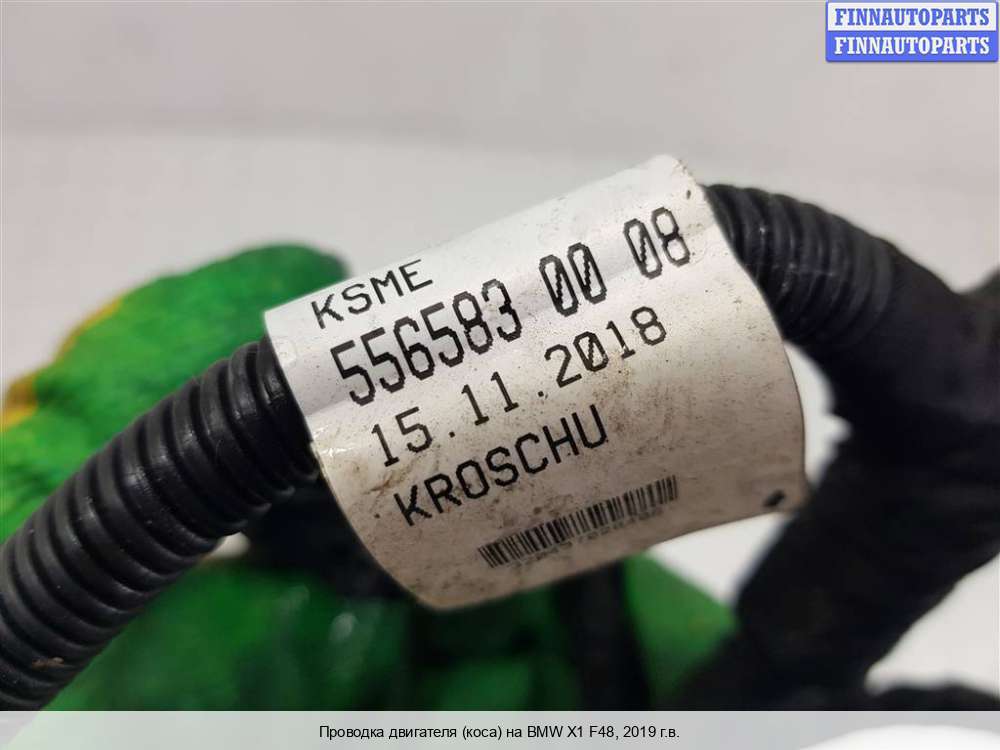 FINNAUTOPARTS
FINNAUTOPARTS
KSME
556583 00 08
15.11.2018
KROSCHU
Проводка двигателя (коса) на BMW X1 F48, 2019 г.в.